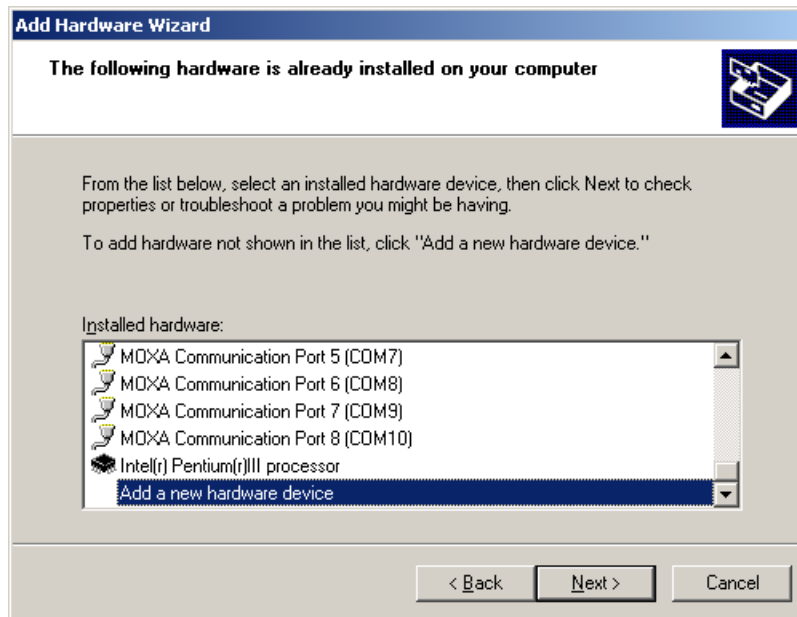 Add Hardware Wizard
The following hardware is already installed on your computer
From the list below, select an installed hardware device, then click Next to check
properties or troubleshoot a problem you might be having.
To add hardware not shown in the list, click "Add a new hardware device."
Installed hardware:
MOXA Communication Port 5 (COM7)
MOXA Communication Port 6 (COM8)
MOXA Communication Port 7 (COM9)
MOXA Communication Port 8 (COM10)
Intel(r) Pentium(r)III processor
Add a new hardware device
< Back Next > Cancel